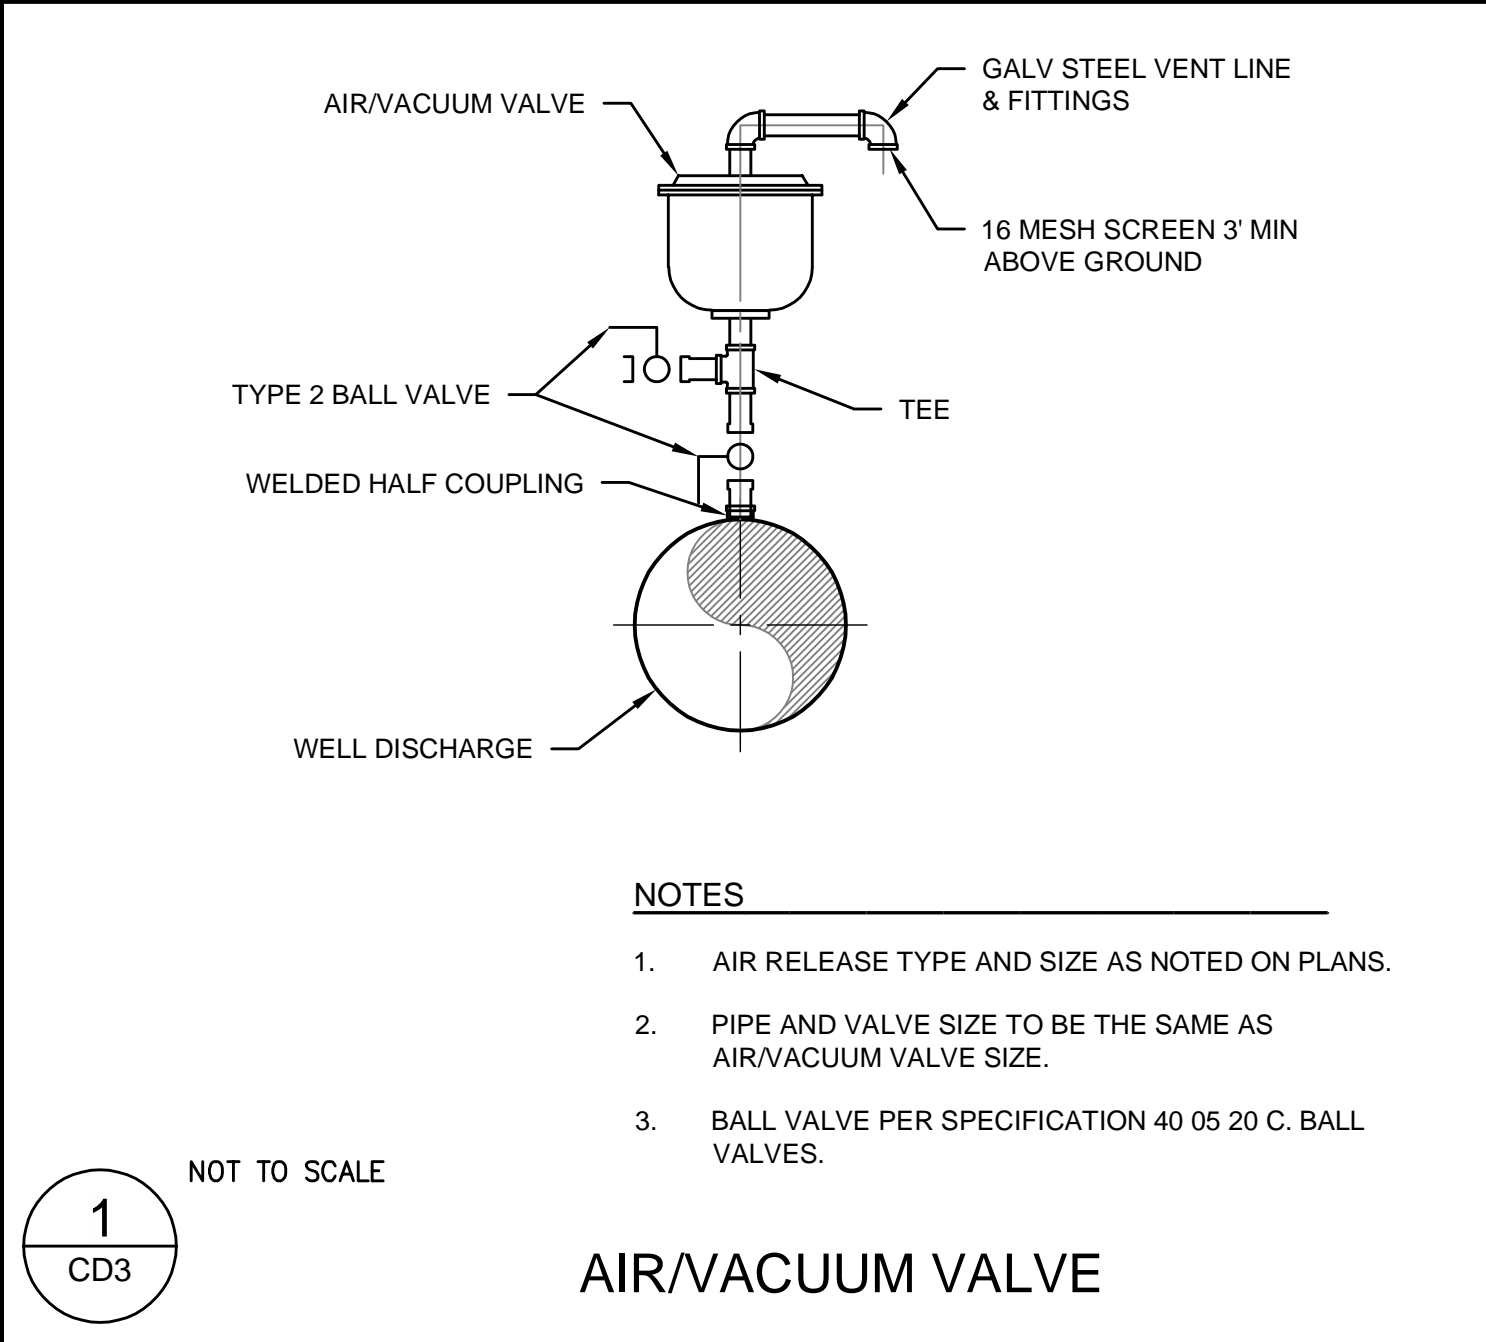 GALV STEEL VENT LINE
& FITTINGS
AIR/VACUUM VALVE
16 MESH SCREEN 3' MIN
ABOVE GROUND
TYPE 2 BALL VALVE
TEE
WELDED HALF COUPLING
WELL DISCHARGE
NOTES
1. AIR RELEASE TYPE AND SIZE AS NOTED ON PLANS.
2. PIPE AND VALVE SIZE TO BE THE SAME AS
AIR/VACUUM VALVE SIZE.
3. BALL VALVE PER SPECIFICATION 40 05 20 C. BALL
VALVES.
NOT TO SCALE
1
CD3
AIR/VACUUM VALVE